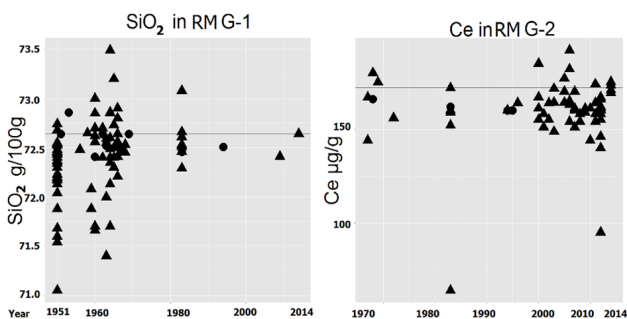 SiO2 in RM G-1
SiO2 g/100g
73.5
73.0
72.5
72.0
71.5
71.0
Year 1951 1960 1980 2000 2014
Ce in RM G-2
Ce µg/g
150
100
1970 1980 1990 2000 2010 2014